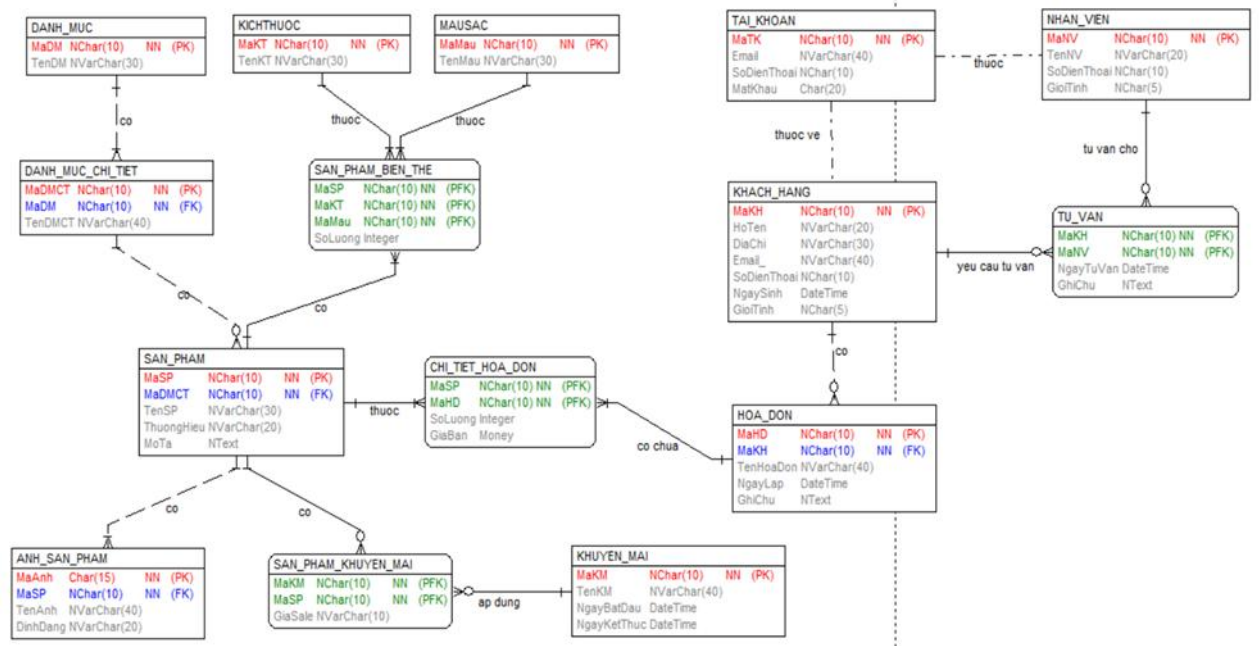 DANH_MUC
MaDM NChar(10) NN (PK)
TenDM NVarChar(30)
KICHTHUOC
MaKT NChar(10) NN (PK)
TenKT NVarChar(30)
MAUSAC
MaMau NChar(10) NN (PK)
TenMau NVarChar(30)
TAI_KHOAN
MaTK NChar(10) NN (PK)
Email NVarChar(40)
SoDienThoai NChar(10)
MatKhau Char(20)
thuoc
NHAN_VIEN
MaNV NChar(10) NN (PK)
TenNV NVarChar(20)
SoDienThoai NChar(10)
GioiTinh NChar(5)
co
thuoc
thuoc
thuoc ve
tu van cho
DANH_MUC_CHI_TIET
MaDMCT NChar(10) NN (PK)
MaDM NChar(10) NN (FK)
TenDMCT NVarChar(40)
SAN_PHAM_BIEN_THE
MaSP NChar(10) NN (PFK)
MaKT NChar(10) NN (PFK)
MaMau NChar(10) NN (PFK)
SoLuong Integer
KHACH_HANG
MaKH NChar(10) NN (PK)
HoTen NVarChar(20)
DiaChi NVarChar(30)
Email_ NVarChar(40)
SoDienThoai NChar(10)
NgaySinh DateTime
GioiTinh NChar(5)
yeu cau tu van
TU_VAN
MaKH NChar(10) NN (PFK)
MaNV NChar(10) NN (PFK)
NgayTuVan DateTime
GhiChu NText
co
co
co
SAN_PHAM
MaSP NChar(10) NN (PK)
MaDMCT NChar(10) NN (FK)
TenSP NVarChar(30)
ThuongHieu NVarChar(20)
MoTa NText
thuoc
CHI_TIET_HOA_DON
MaSP NChar(10) NN (PFK)
MaHD NChar(10) NN (PFK)
SoLuong Integer
GiaBan Money
co chua
HOA_DON
MaHD NChar(10) NN (PK)
MaKH NChar(10) NN (FK)
TenHoaDon NVarChar(40)
NgayLap DateTime
GhiChu NText
co
co
ANH_SAN_PHAM
MaAnh Char(15) NN (PK)
MaSP NChar(10) NN (FK)
TenAnh NVarChar(40)
DinhDang NVarChar(20)
SAN_PHAM_KHUYEN_MAI
MaKM NChar(10) NN (PFK)
MaSP NChar(10) NN (PFK)
GiaSale NVarChar(10)
ap dung
KHUYEN_MAI
MaKM NChar(10) NN (PK)
TenKM NVarChar(40)
NgayBatDau DateTime
NgayKetThuc DateTime